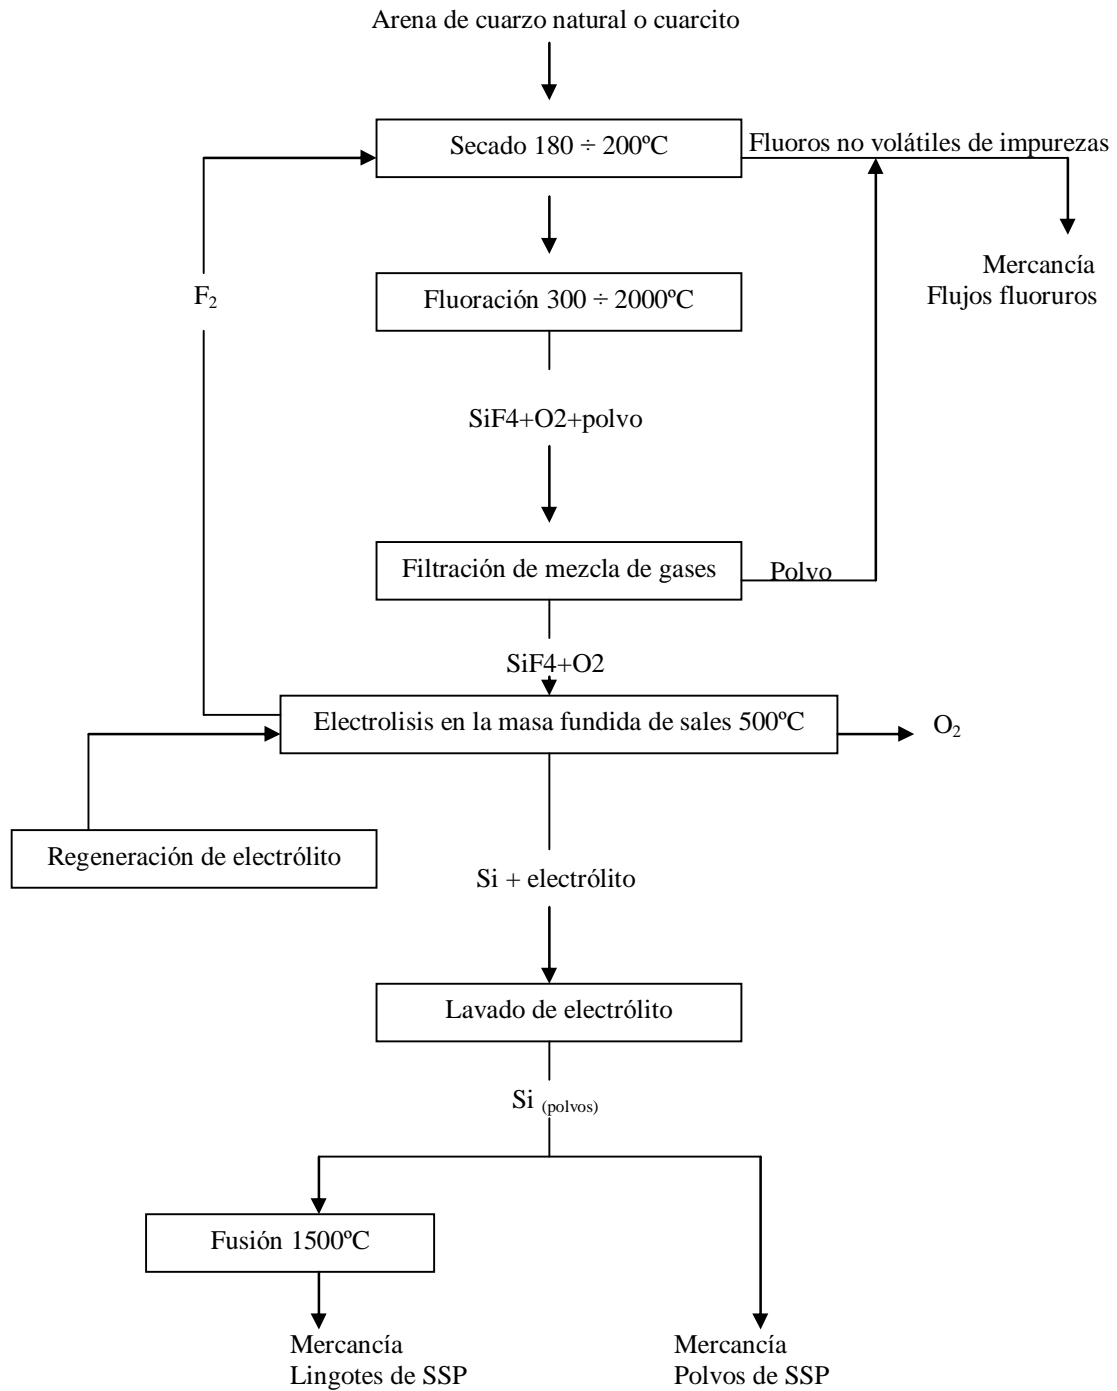 Arena de cuarzo natural o cuarcito
Secado 180 ÷ 200ºC
Fluoros no volátiles de impurezas
Mercancía
Flujos fluoruros
F₂
Fluoración 300 ÷ 2000ºC
SiF4+O2+polvo
Filtración de mezcla de gases
Polvo
SiF4+O2
Electrolisis en la masa fundida de sales 500ºC
O₂
Regeneración de electrólito
Si + electrólito
Lavado de electrólito
Si (polvos)
Fusión 1500ºC
Mercancía
Lingotes de SSP
Mercancía
Polvos de SSP